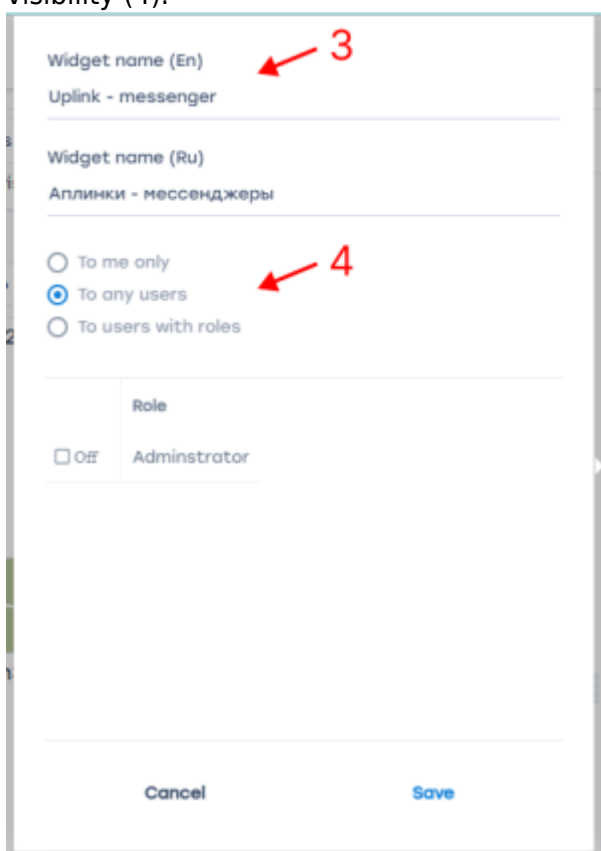 visibility (4).
Widget name (En)
3
Uplink - messenger
Widget name (Ru)
Аплинки - мессенджеры
To me only
4
To any users
To users with roles
Role
Off
Adminstrator
Cancel
Save